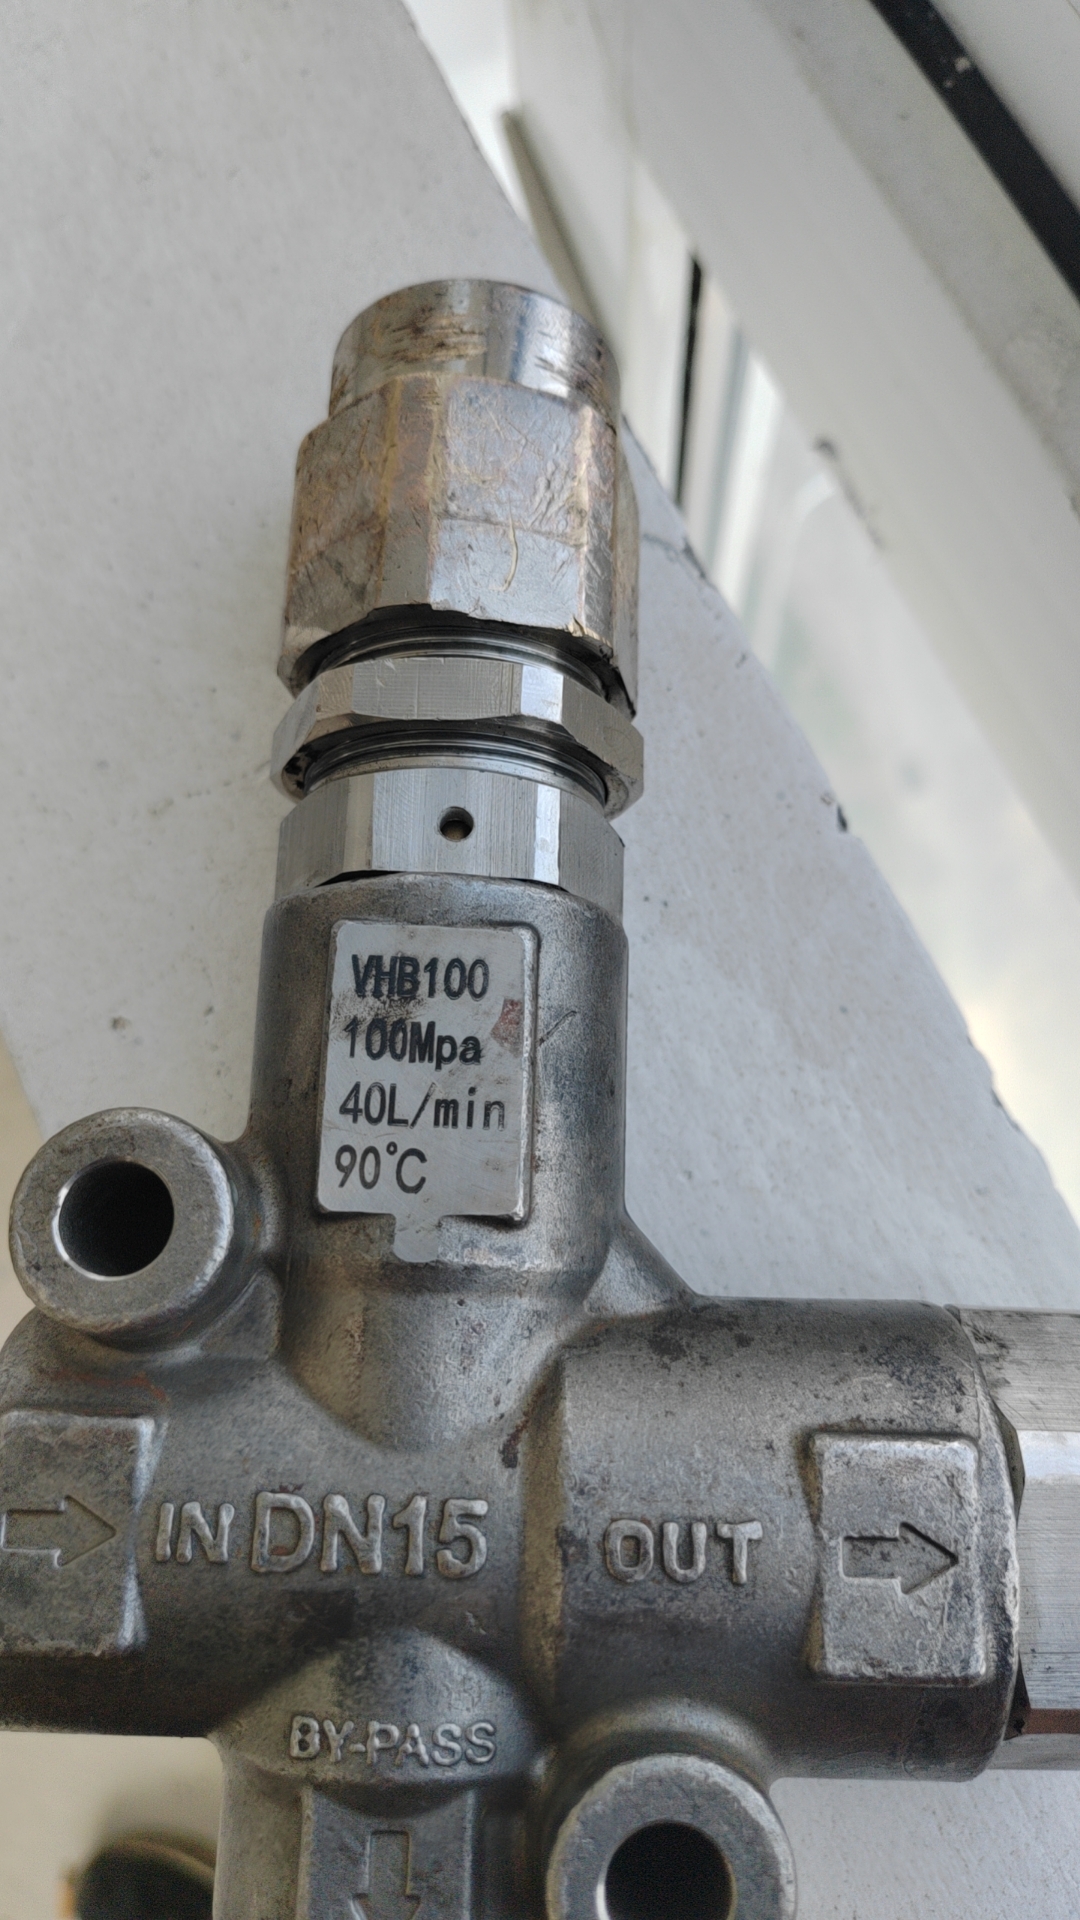 VHB100
100Mpa
40L/min
90°C
IN DN15 OUT
BY-PASS